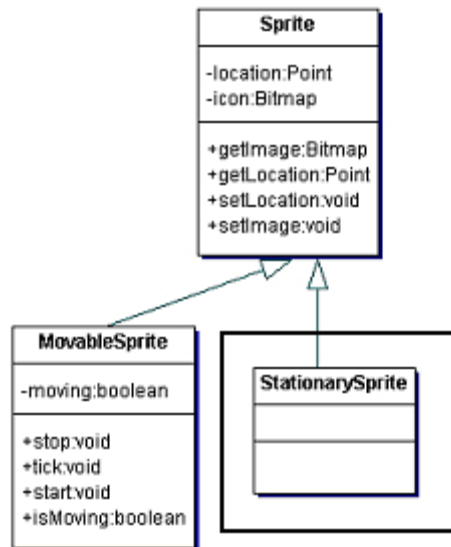 Sprite
-location:Point
-icon:Bitmap
+getImage:Bitmap
+getLocation:Point
+setLocation:void
+setImage:void
MovableSprite
-moving:boolean
+stop:void
+tick:void
+start:void
+isMoving:boolean
StationarySprite